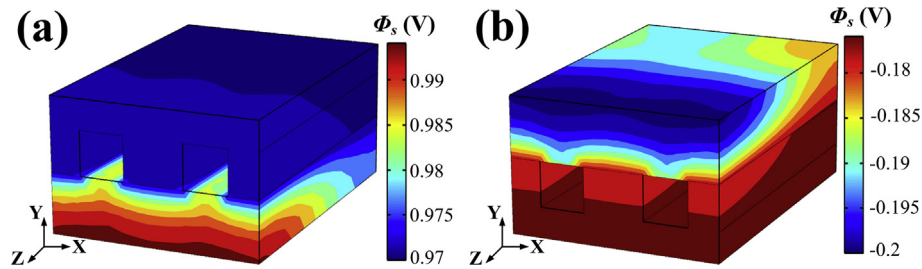 (a)
Φs (V)
0.99
0.985
0.98
0.975
0.97
Y
Z
X
(b)
Φs (V)
-0.18
-0.185
-0.19
-0.195
-0.2
Y
Z
X